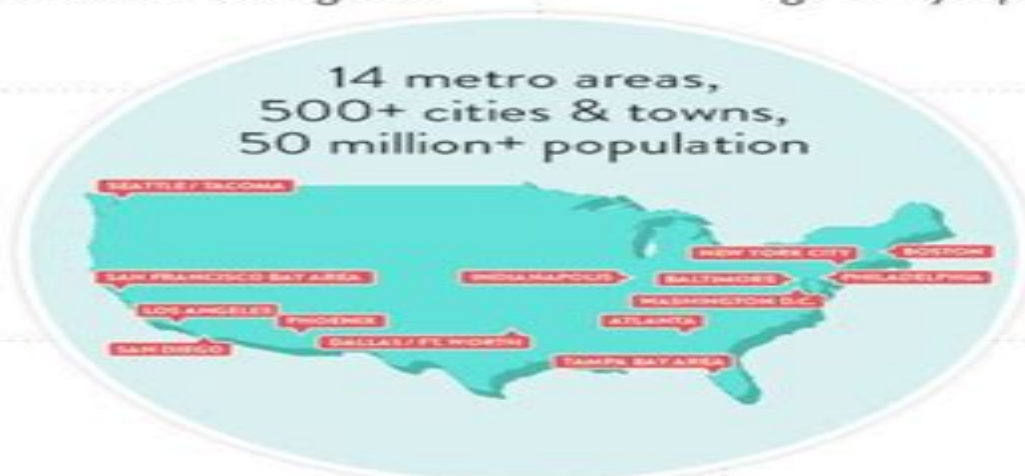 14 metro areas,
500+ cities & towns,
50 million+ population
SEATTLE / TACOMA
NEW YORK CITY
BOSTON
SAN FRANCISCO BAY AREA
INDIANAPOLIS
BALTIMORE
PHILADELPHIA
WASHINGTON D.C.
LOS ANGELES
PHOENIX
ATLANTA
DALLAS / FT. WORTH
SAN DIEGO
TAMPA BAY AREA